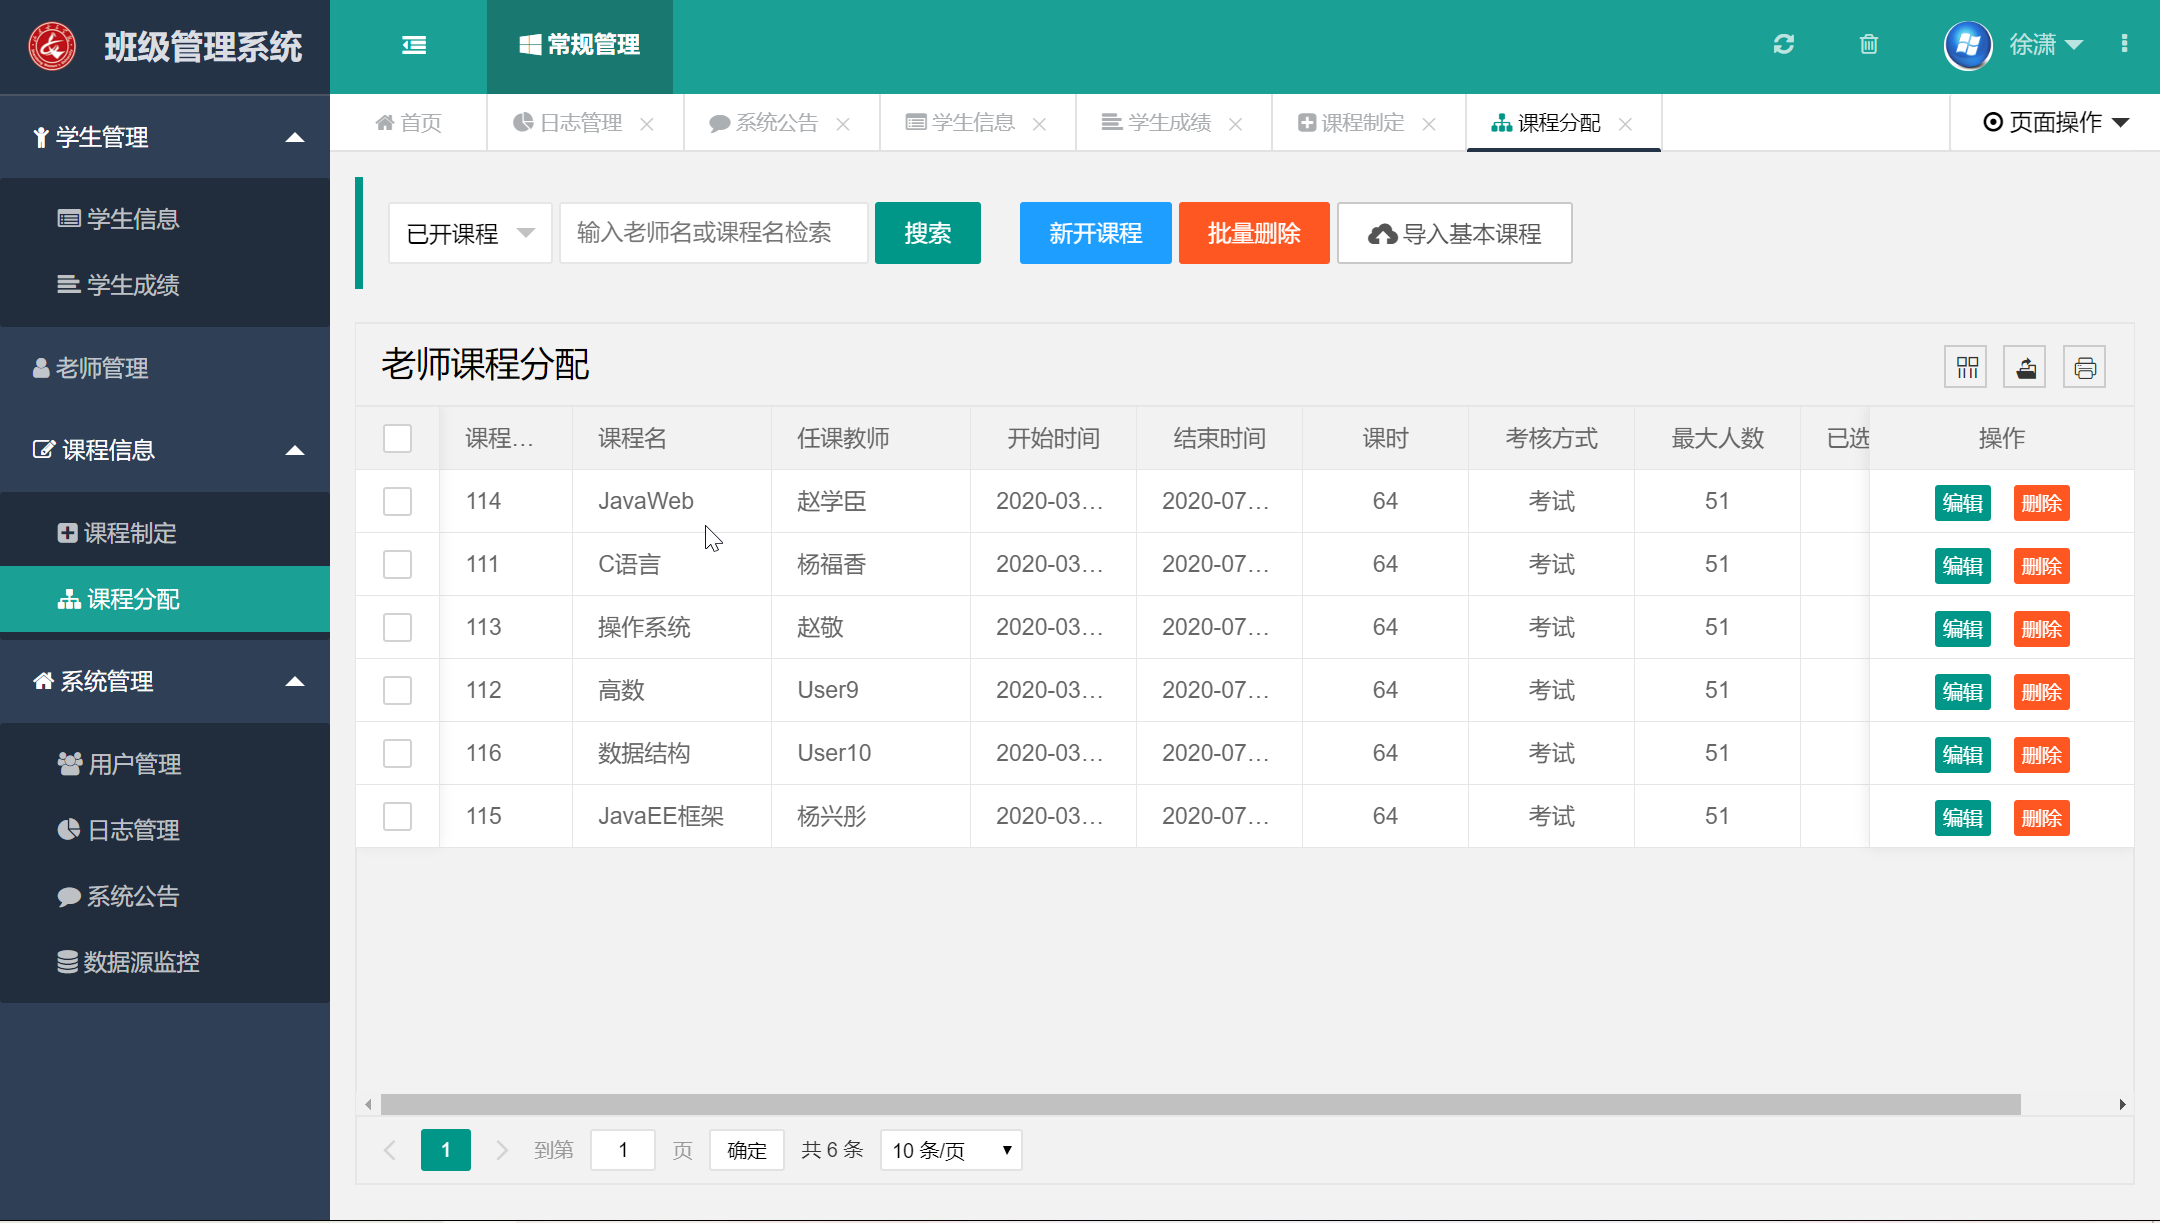 班级管理系统
常规管理
徐潇
学生管理
学生信息
学生成绩
老师管理
课程信息
课程制定
课程分配
系统管理
用户管理
日志管理
系统公告
数据源监控
首页 日志管理 系统公告 学生信息 学生成绩 课程制定 课程分配 页面操作
已开课程 输入老师名或课程名检索 搜索 新开课程 批量删除 导入基本课程
老师课程分配
课程... 课程名 任课教师 开始时间 结束时间 课时 考核方式 最大人数 已选 操作
114 JavaWeb 赵学臣 2020-03... 2020-07... 64 考试 51 编辑 删除
111 C语言 杨福香 2020-03... 2020-07... 64 考试 51 编辑 删除
113 操作系统 赵敬 2020-03... 2020-07... 64 考试 51 编辑 删除
112 高数 User9 2020-03... 2020-07... 64 考试 51 编辑 删除
116 数据结构 User10 2020-03... 2020-07... 64 考试 51 编辑 删除
115 JavaEE框架 杨兴彤 2020-03... 2020-07... 64 考试 51 编辑 删除
1 到第 1 页 确定 共 6 条 10 条/页